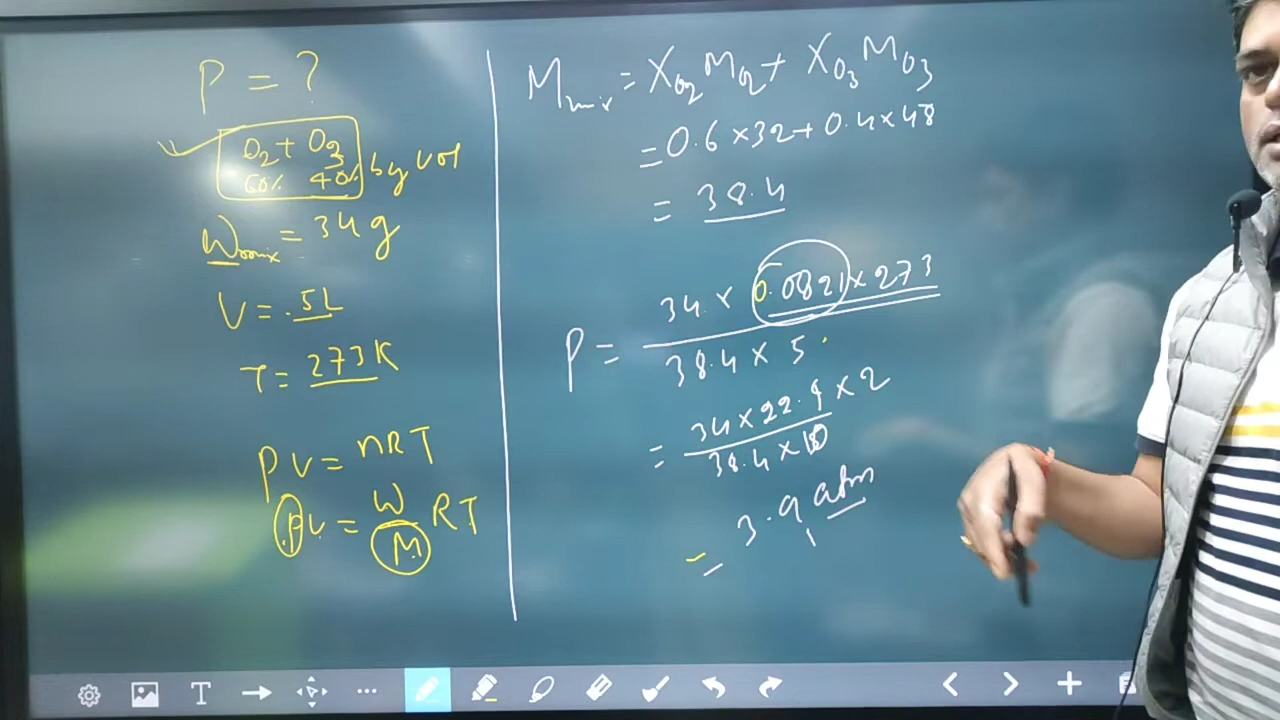 P = ?
O2 + O3
60% 40% by vol
Wmix = 34 g
V = 5L
T = 273K
PV = nRT
PV = W/M RT
Mmix = XO2 MO2 + XO3 MO3
= 0.6 × 32 + 0.4 × 48
= 38.4
P = 34 × 0.0821 × 273 / 38.4 × 5
= 34 × 22.4 × 2 / 38.4 × 10
= 3.9 atm
T